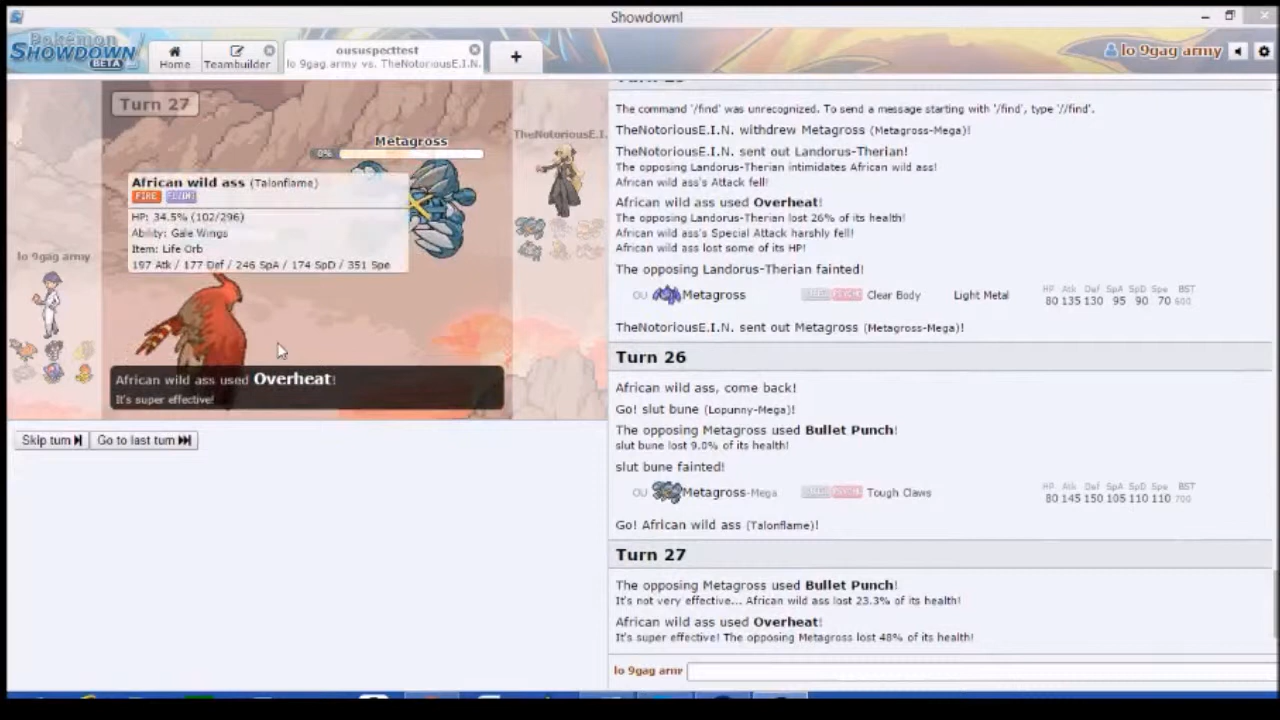 Showdown!
Pokémon
SHOWDOWN
BETA
Home
Teambuilder
oususpecttest
lo 9gag army vs. TheNotoriousE.I.N.
+
lo 9gag army
Turn 27
Metagross
0%
TheNotoriousE.I.
African wild ass (Talonflame)
FIRE FLYING
HP: 34.5% (102/296)
Ability: Gale Wings
Item: Life Orb
197 Atk / 177 Def / 246 SpA / 174 SpD / 351 Spe
lo 9gag army
African wild ass used Overheat!
It's super effective!
Skip turn
Go to last turn
The command '/find' was unrecognized. To send a message starting with '/find', type '//find'.
TheNotoriousE.I.N. withdrew Metagross (Metagross-Mega)!
TheNotoriousE.I.N. sent out Landorus-Therian!
The opposing Landorus-Therian intimidates African wild ass!
African wild ass's Attack fell!
African wild ass used Overheat!
The opposing Landorus-Therian lost 26% of its health!
African wild ass's Special Attack harshly fell!
African wild ass lost some of its HP!
The opposing Landorus-Therian fainted!
HP Atk Def SpA SpD Spe BST
OU Metagross Clear Body Light Metal 80 135 130 95 90 70 600
TheNotoriousE.I.N. sent out Metagross (Metagross-Mega)!
Turn 26
African wild ass, come back!
Go! slut bune (Lopunny-Mega)!
The opposing Metagross used Bullet Punch!
slut bune lost 9.0% of its health!
slut bune fainted!
HP Atk Def SpA SpD Spe BST
OU Metagross-Mega Tough Claws 80 145 150 105 110 110 700
Go! African wild ass (Talonflame)!
Turn 27
The opposing Metagross used Bullet Punch!
It's not very effective... African wild ass lost 23.3% of its health!
African wild ass used Overheat!
It's super effective! The opposing Metagross lost 48% of its health!
lo 9gag army